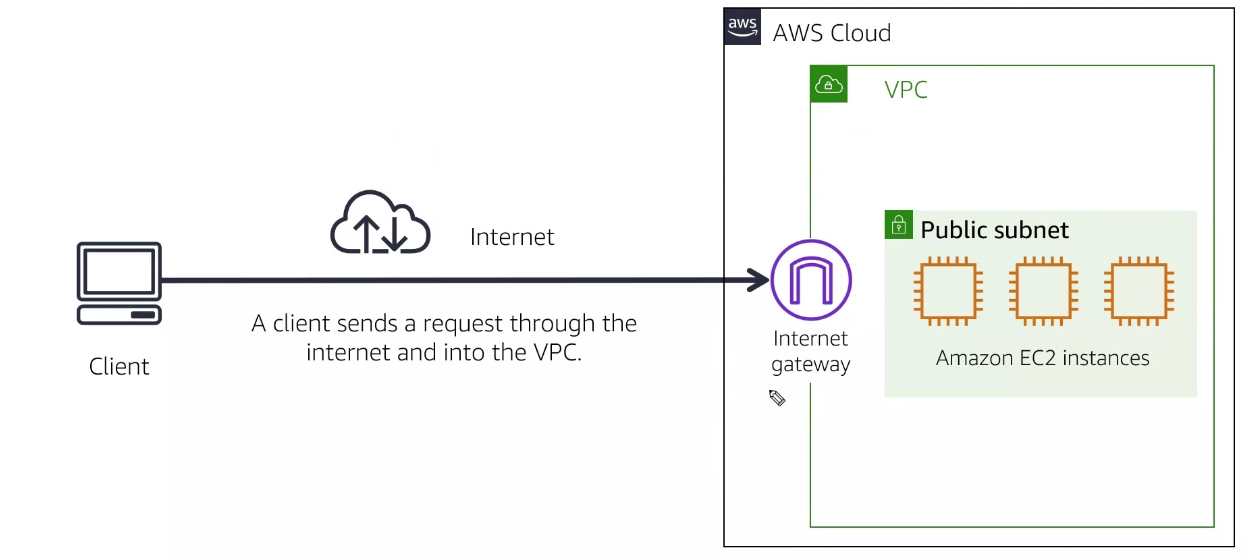 aws
AWS Cloud
VPC
Internet
Public subnet
A client sends a request through the
internet and into the VPC.
Client
Internet
gateway
Amazon EC2 instances